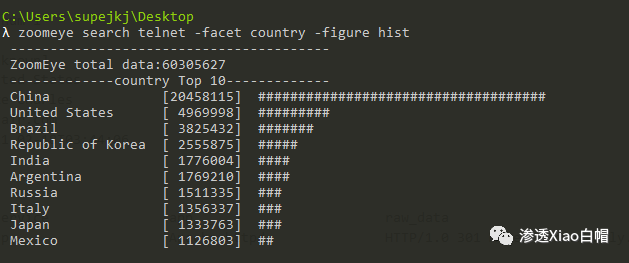 C:\Users\supejkj\Desktop
λ zoomeye search telnet -facet country -figure hist
----------------------------------------
ZoomEye total data:60305627
-------------country Top 10-------------
China [20458115] ####################################
United States [ 4969998] #########
Brazil [ 3825432] #######
Republic of Korea [ 2555875] #####
India [ 1776004] ####
Argentina [ 1769210] ####
Russia [ 1511335] ###
Italy [ 1356337] ###
Japan [ 1333763] ###
Mexico [ 1126803] ##
raw_data
渗透Xiao白帽